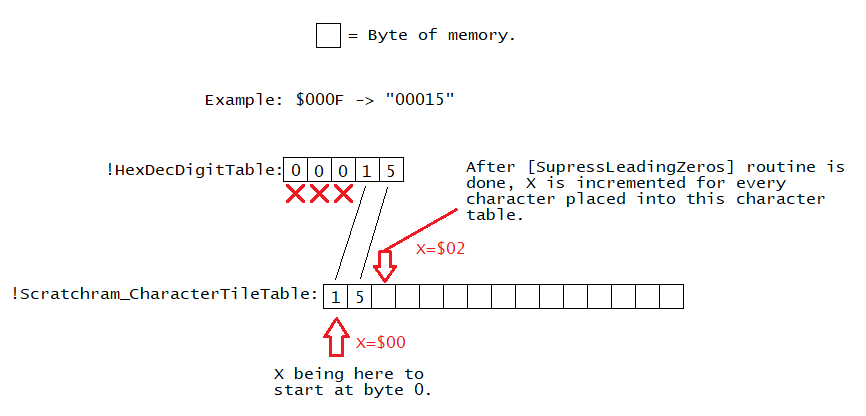 = Byte of memory.
Example: $000F -> "00015"
!HexDecDigitTable: 0 0 0 1 5
After [SupressLeadingZeros] routine is
done, X is incremented for every
character placed into this character
table.
X=$02
!Scratchram_CharacterTileTable: 1 5
X=$00
X being here to
start at byte 0.